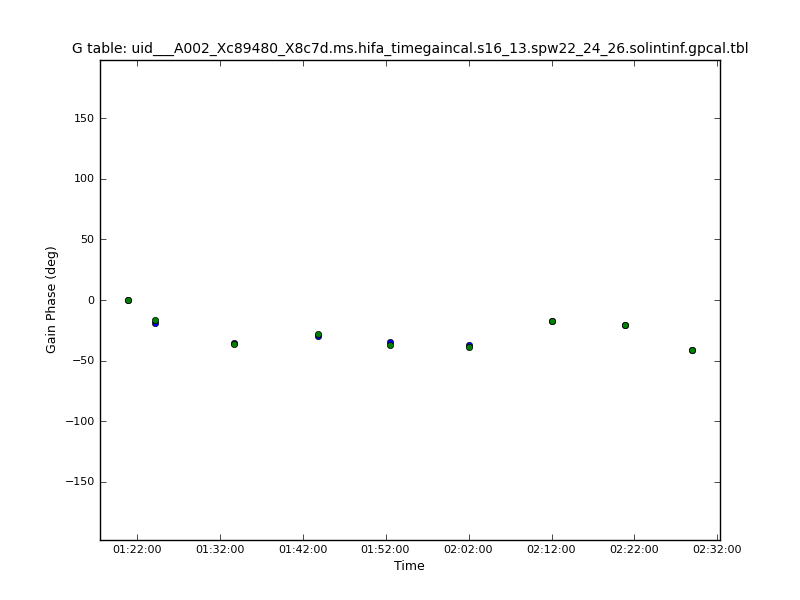 G table: uid___A002_Xc89480_X8c7d.ms.hifa_timegaincal.s16_13.spw22_24_26.solintinf.gpcal.tbl
Gain Phase (deg)
150
100
50
0
−50
−100
−150
01:22:00 01:32:00 01:42:00 01:52:00 02:02:00 02:12:00 02:22:00 02:32:00
Time